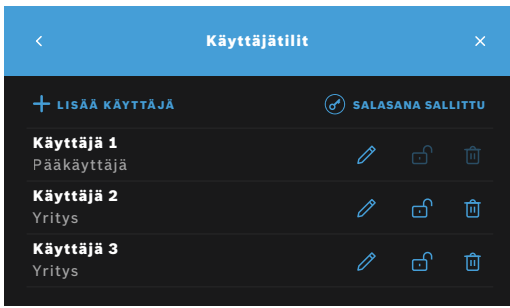 Käyttäjätilit
LISÄÄ KÄYTTÄJÄ
SALASANA SALLITTU
Käyttäjä 1
Pääkäyttäjä
Käyttäjä 2
Yritys
Käyttäjä 3
Yritys